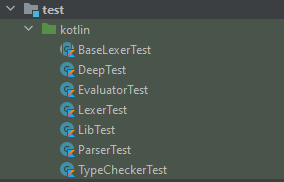 test
kotlin
BaseLexerTest
DeepTest
EvaluatorTest
LexerTest
LibTest
ParserTest
TypeCheckerTest